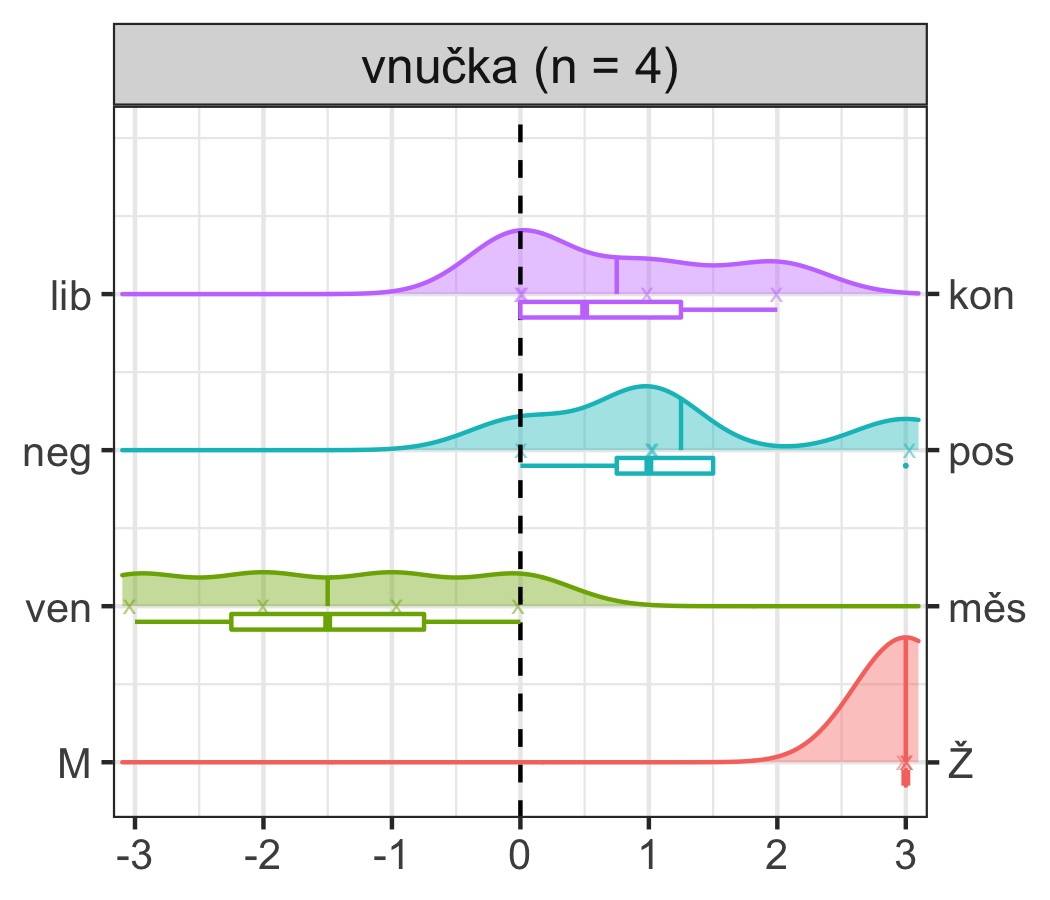 vnučka (n = 4)
lib kon
neg pos
ven měs
M Ž
-3 -2 -1 0 1 2 3